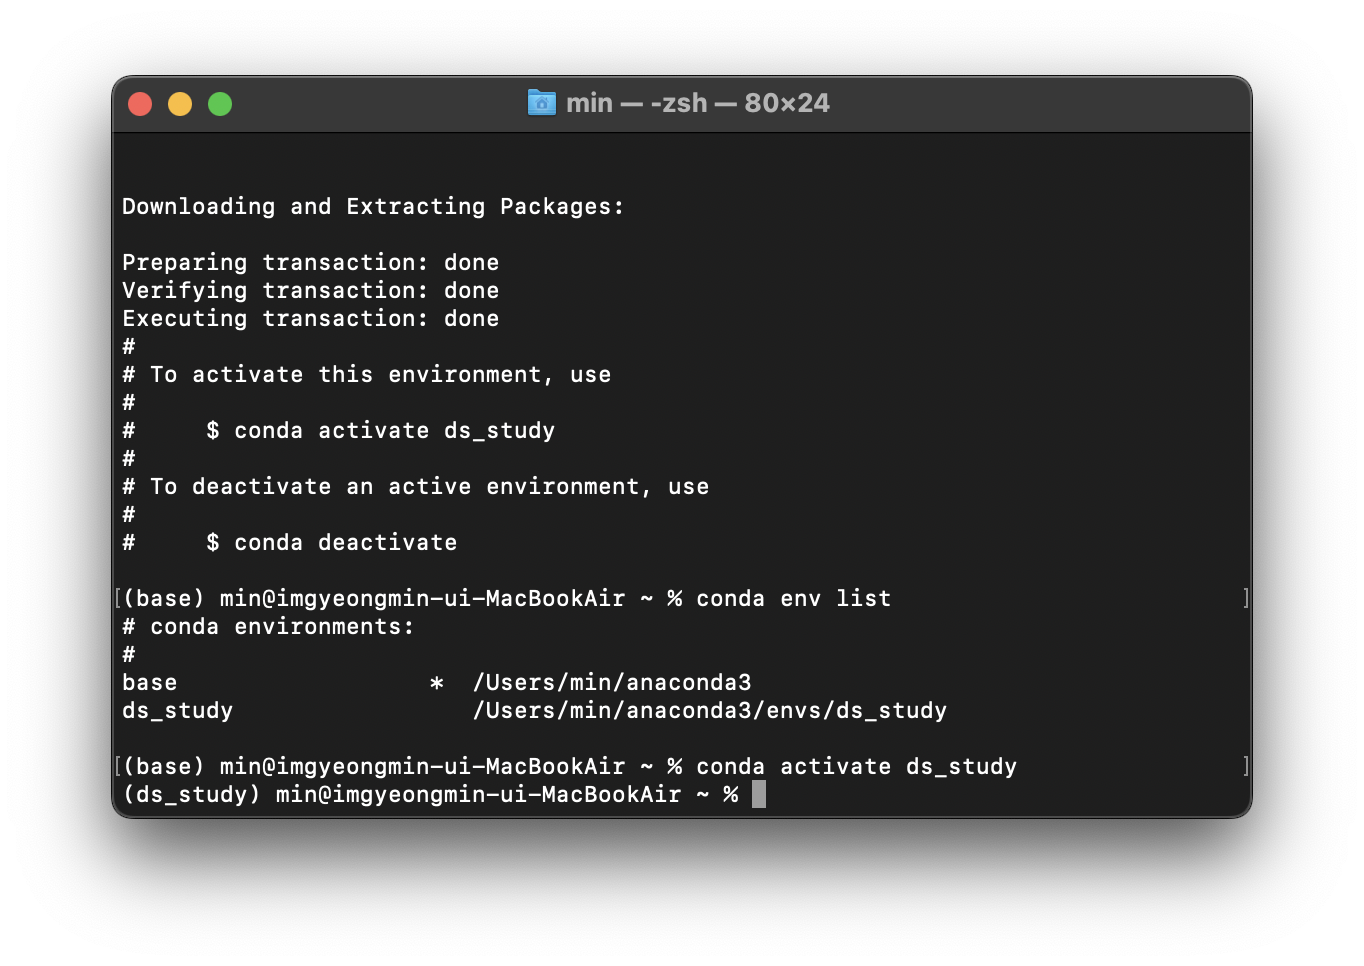 min — -zsh — 80×24
Downloading and Extracting Packages:
Preparing transaction: done
Verifying transaction: done
Executing transaction: done
#
# To activate this environment, use
#
#     $ conda activate ds_study
#
# To deactivate an active environment, use
#
#     $ conda deactivate
[(base) min@imgyeongmin-ui-MacBookAir ~ % conda env list ]
# conda environments:
#
base                  *  /Users/min/anaconda3
ds_study                 /Users/min/anaconda3/envs/ds_study
[(base) min@imgyeongmin-ui-MacBookAir ~ % conda activate ds_study ]
(ds_study) min@imgyeongmin-ui-MacBookAir ~ %